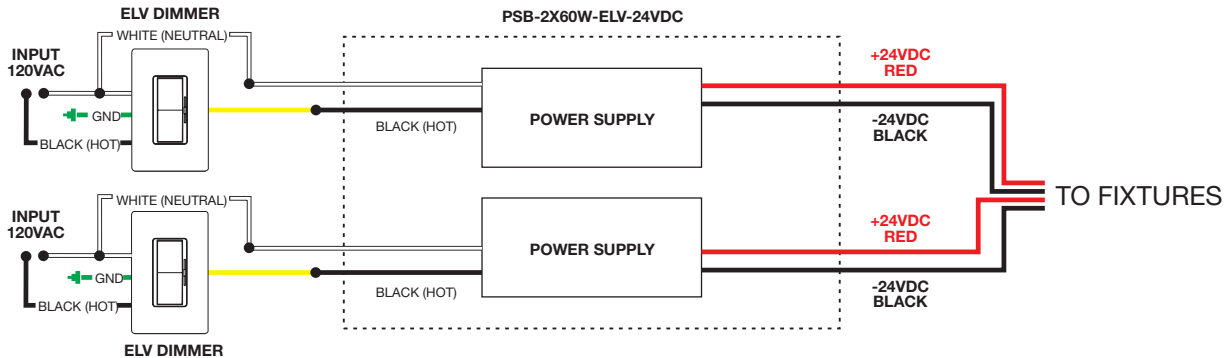 ELV DIMMER
PSB-2X60W-ELV-24VDC
WHITE (NEUTRAL)
INPUT
120VAC
GND
BLACK (HOT)
BLACK (HOT)
POWER SUPPLY
+24VDC
RED
-24VDC
BLACK
TO FIXTURES
WHITE (NEUTRAL)
INPUT
120VAC
GND
BLACK (HOT)
BLACK (HOT)
POWER SUPPLY
+24VDC
RED
-24VDC
BLACK
ELV DIMMER